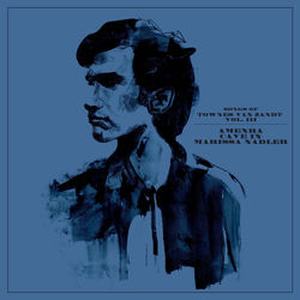 SONGS OF
TOWNES VAN ZANDT
VOL. III
AMENRA
CAVE IN
MARISSA NADLER